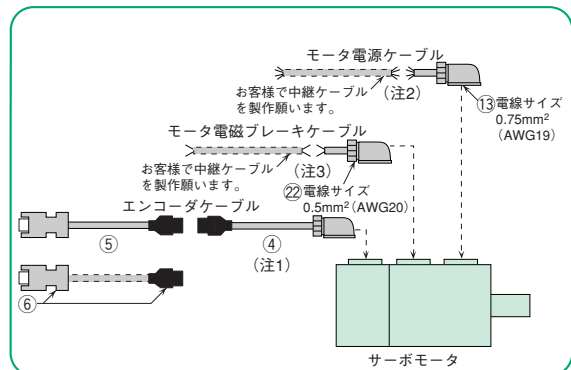 モータ電源ケーブル
お客様で中継ケーブル
を製作願います。
(注2)
⑬電線サイズ
0.75mm²
(AWG19)
モータ電磁ブレーキケーブル
お客様で中継ケーブル
を製作願います。
(注3)
㉒電線サイズ
0.5mm²(AWG20)
エンコーダケーブル
⑤
④
(注1)
⑥
サーボモータ